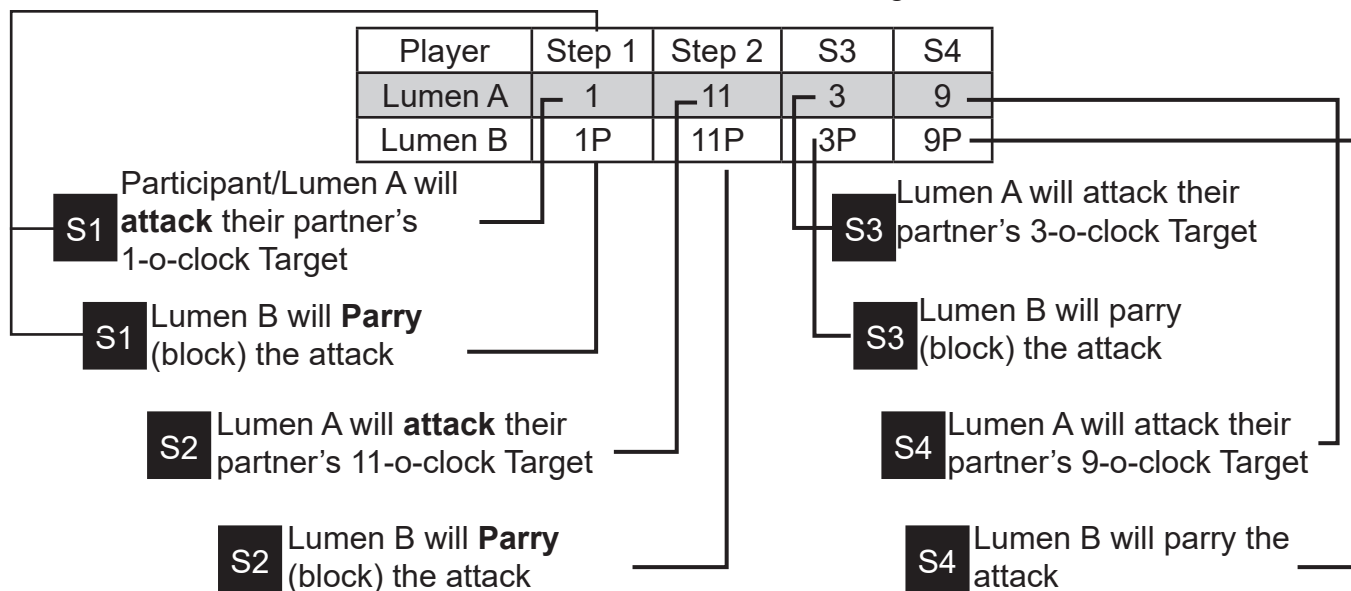 Player Step 1 Step 2 S3 S4
Lumen A 1 11 3 9
Lumen B 1P 11P 3P 9P
S1 Participant/Lumen A will
attack their partner's
1-o-clock Target
S1 Lumen B will Parry
(block) the attack
S2 Lumen A will attack their
partner's 11-o-clock Target
S2 Lumen B will Parry
(block) the attack
S3 Lumen A will attack their
partner's 3-o-clock Target
S3 Lumen B will parry
(block) the attack
S4 Lumen A will attack their
partner's 9-o-clock Target
S4 Lumen B will parry the
attack